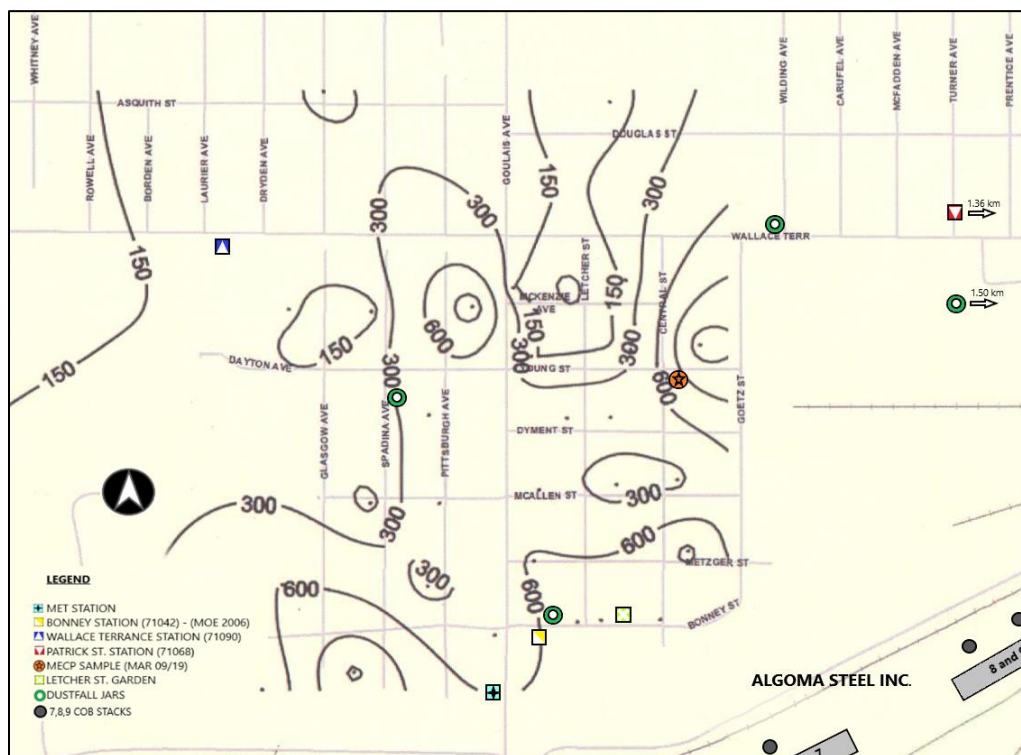 WHITNEY AVE
ROWELL AVE
BORDEN AVE
LAURIER AVE
DRYDEN AVE
ASQUITH ST
GOULAIS AVE
DOUGLAS ST
WILDING AVE
CARUFEL AVE
MCFADDEN AVE
TURNER AVE
PRENTICE AVE
150
300
300
150
300
1.36 km
WALLACE TERR
150
LETCHER ST
150
CENTRAL ST
1.50 km
MCKENZIE
AVE
600
150
150
300
300
150
DAYTON AVE
300
600
GOETZ ST
GLASGOW AVE
SPADINA AVE
PITTSBURGH AVE
DYMENT ST
MCALLEN ST
300
300
300
600
METZGER ST
300
600
600
BONNEY ST
LEGEND
MET STATION
BONNEY STATION (71042) - (MOE 2006)
WALLACE TERRANCE STATION (71090)
PATRICK ST. STATION (71068)
MECP SAMPLE (MAR 09/19)
LETCHER ST. GARDEN
DUSTFALL JARS
7,8,9 COB STACKS
ALGOMA STEEL INC.
8 and
7